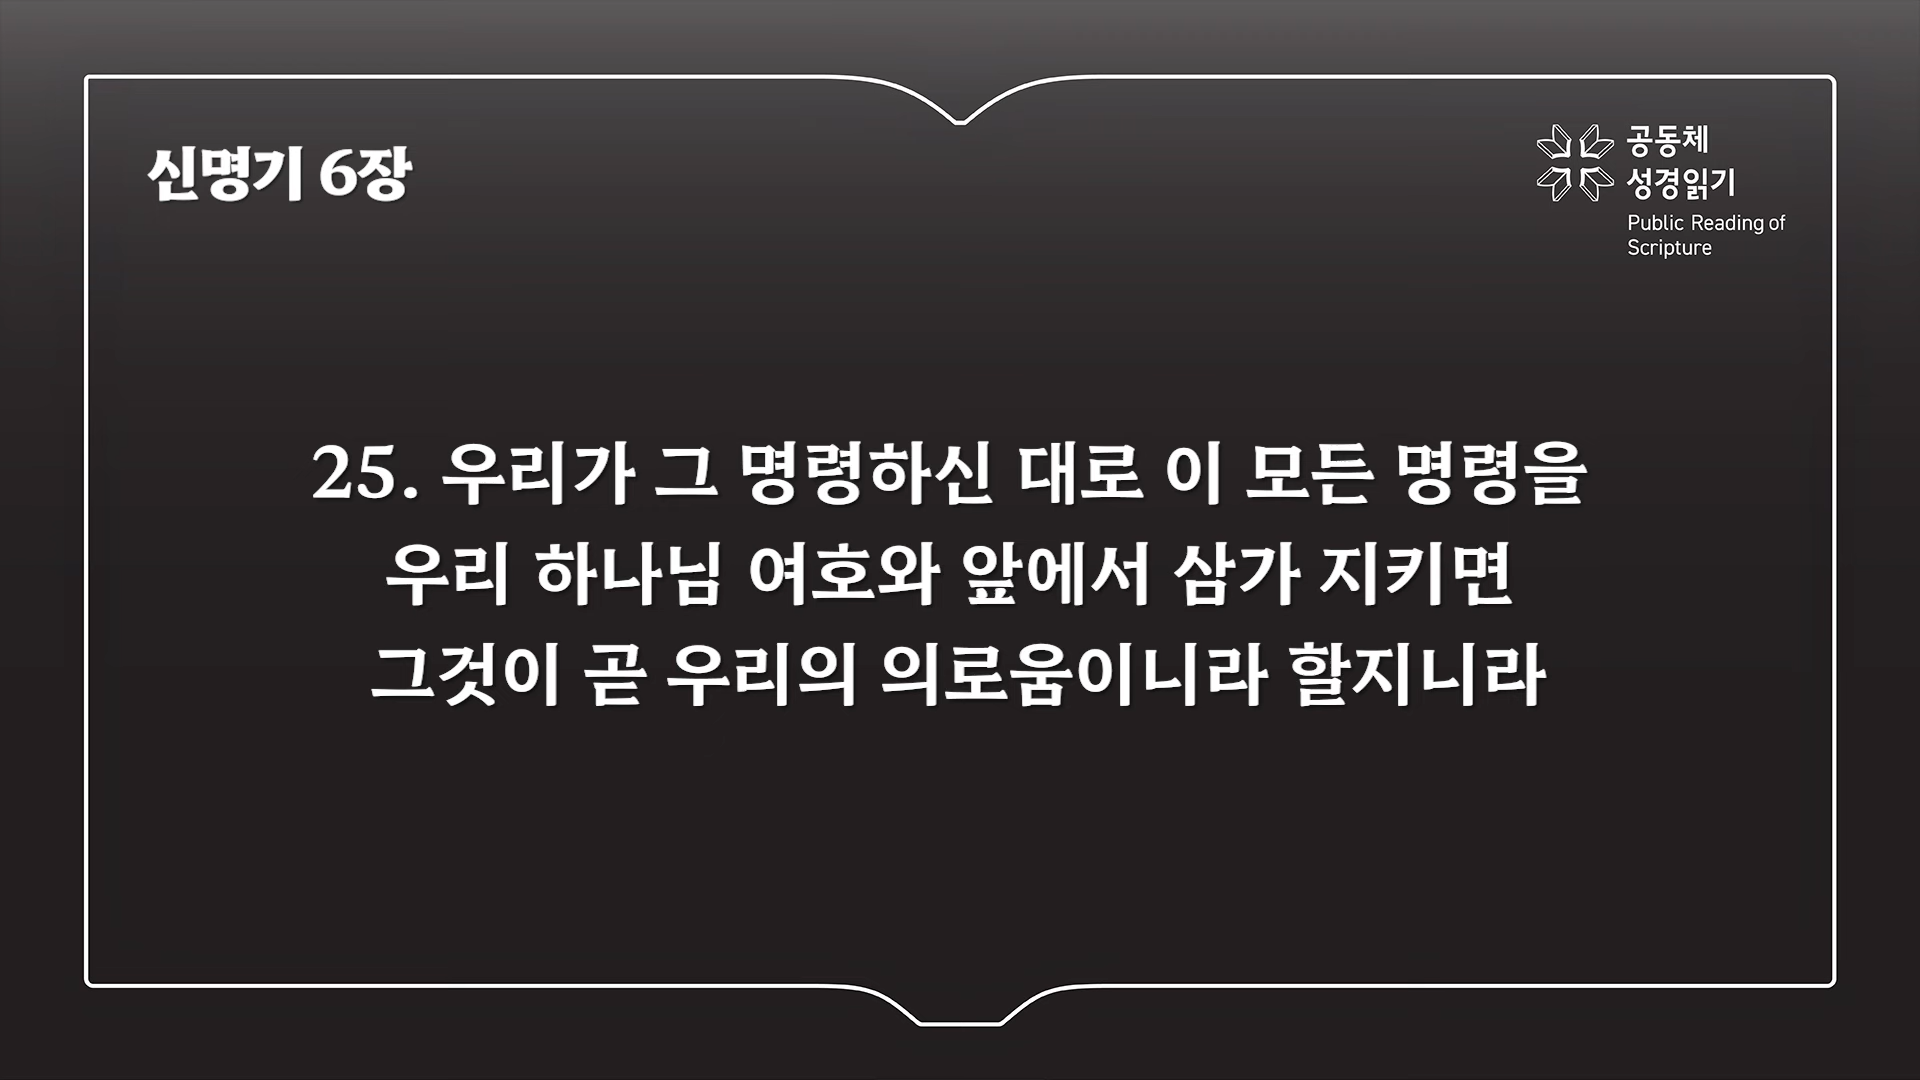 신명기 6장
공동체
성경읽기
Public Reading of
Scripture
25. 우리가 그 명령하신 대로 이 모든 명령을
우리 하나님 여호와 앞에서 삼가 지키면
그것이 곧 우리의 의로움이니라 할지니라